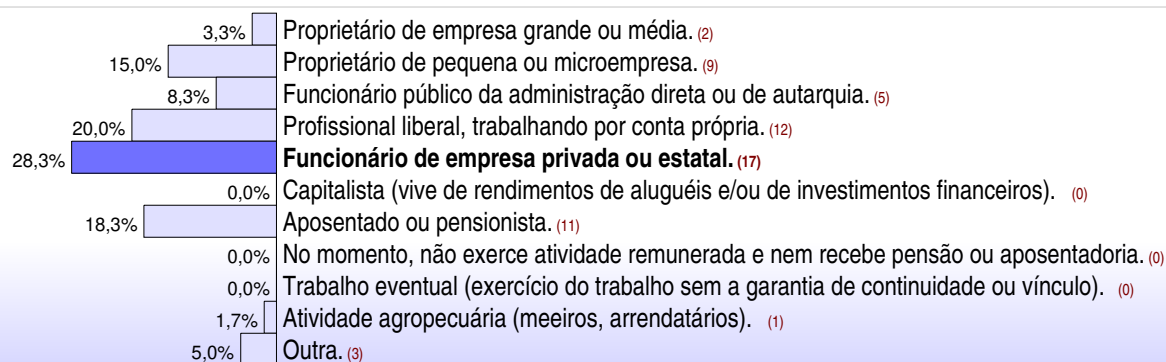 3,3% Proprietário de empresa grande ou média. (2)
15,0% Proprietário de pequena ou microempresa. (9)
8,3% Funcionário público da administração direta ou de autarquia. (5)
20,0% Profissional liberal, trabalhando por conta própria. (12)
28,3% Funcionário de empresa privada ou estatal. (17)
0,0% Capitalista (vive de rendimentos de aluguéis e/ou de investimentos financeiros). (0)
18,3% Aposentado ou pensionista. (11)
0,0% No momento, não exerce atividade remunerada e nem recebe pensão ou aposentadoria. (0)
0,0% Trabalho eventual (exercício do trabalho sem a garantia de continuidade ou vínculo). (0)
1,7% Atividade agropecuária (meeiros, arrendatários). (1)
5,0% Outra. (3)